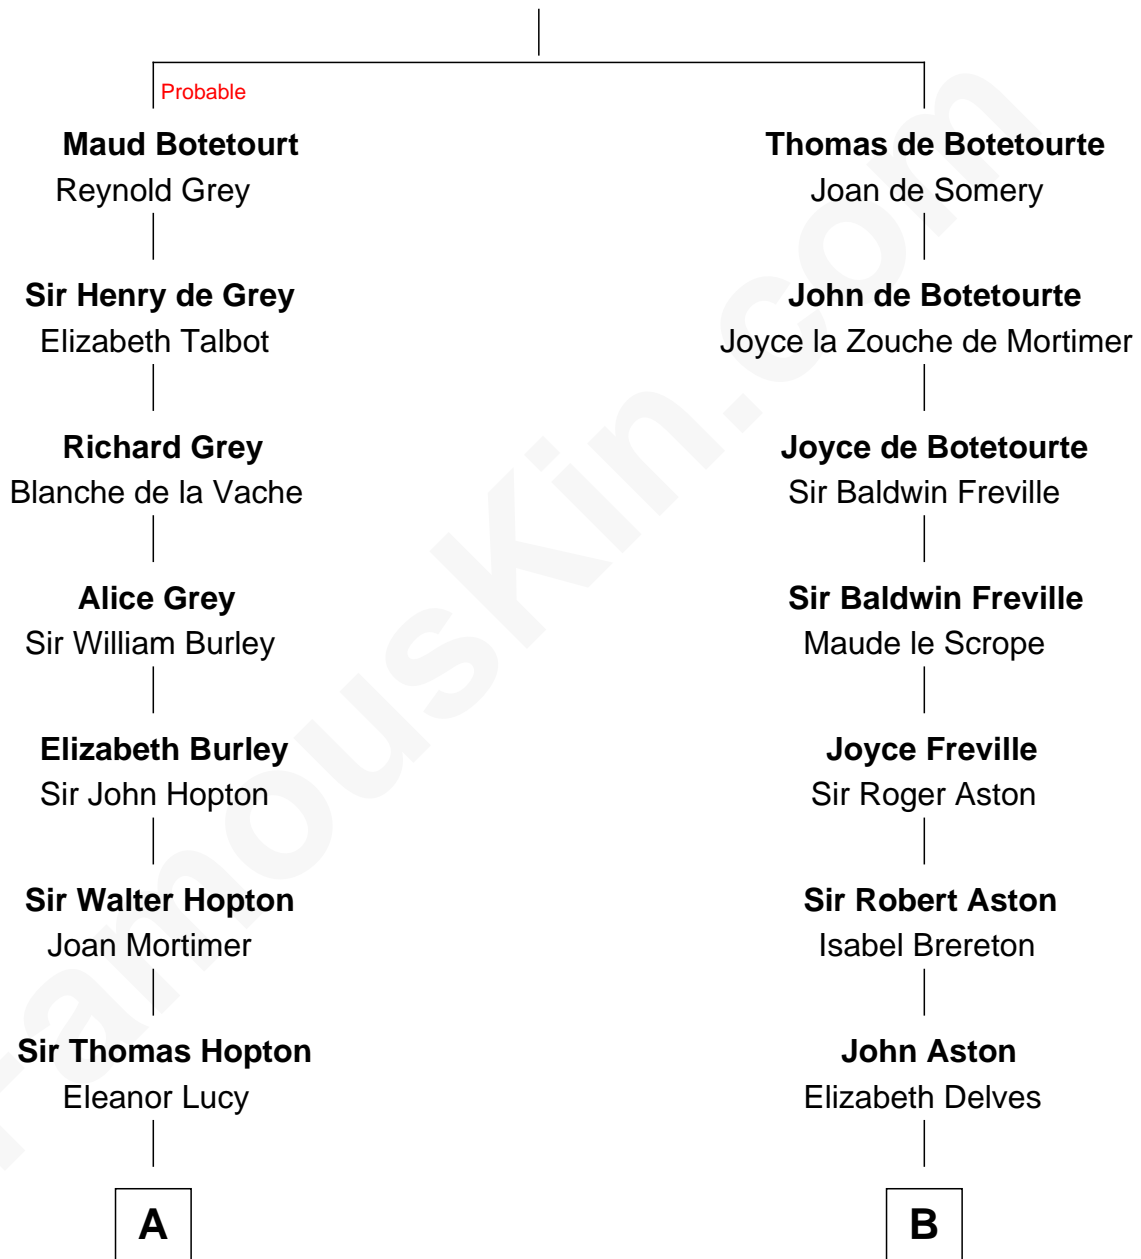 Probable
Maud Botetourt
Reynold Grey
Thomas de Botetourte
Joan de Somery
Sir Henry de Grey
Elizabeth Talbot
John de Botetourte
Joyce la Zouche de Mortimer
Richard Grey
Blanche de la Vache
Joyce de Botetourte
Sir Baldwin Freville
Alice Grey
Sir William Burley
Sir Baldwin Freville
Maude le Scrope
Elizabeth Burley
Sir John Hopton
Joyce Freville
Sir Roger Aston
Sir Walter Hopton
Joan Mortimer
Sir Robert Aston
Isabel Brereton
Sir Thomas Hopton
Eleanor Lucy
John Aston
Elizabeth Delves
A
B
FamousKin.com